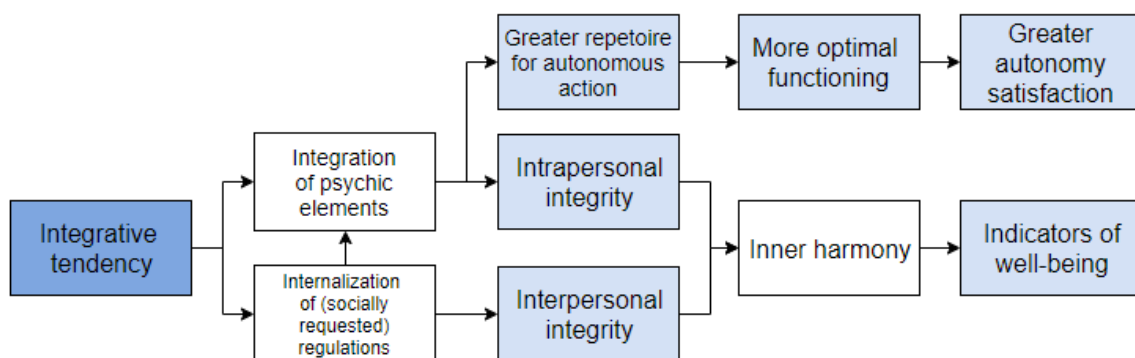 Greater repetoire
for autonomous
action
More optimal
functioning
Greater
autonomy
satisfaction
Integration
of psychic
elements
Intrapersonal
integrity
Integrative
tendency
Inner harmony
Indicators of
well-being
Internalization
of (socially
requested)
regulations
Interpersonal
integrity